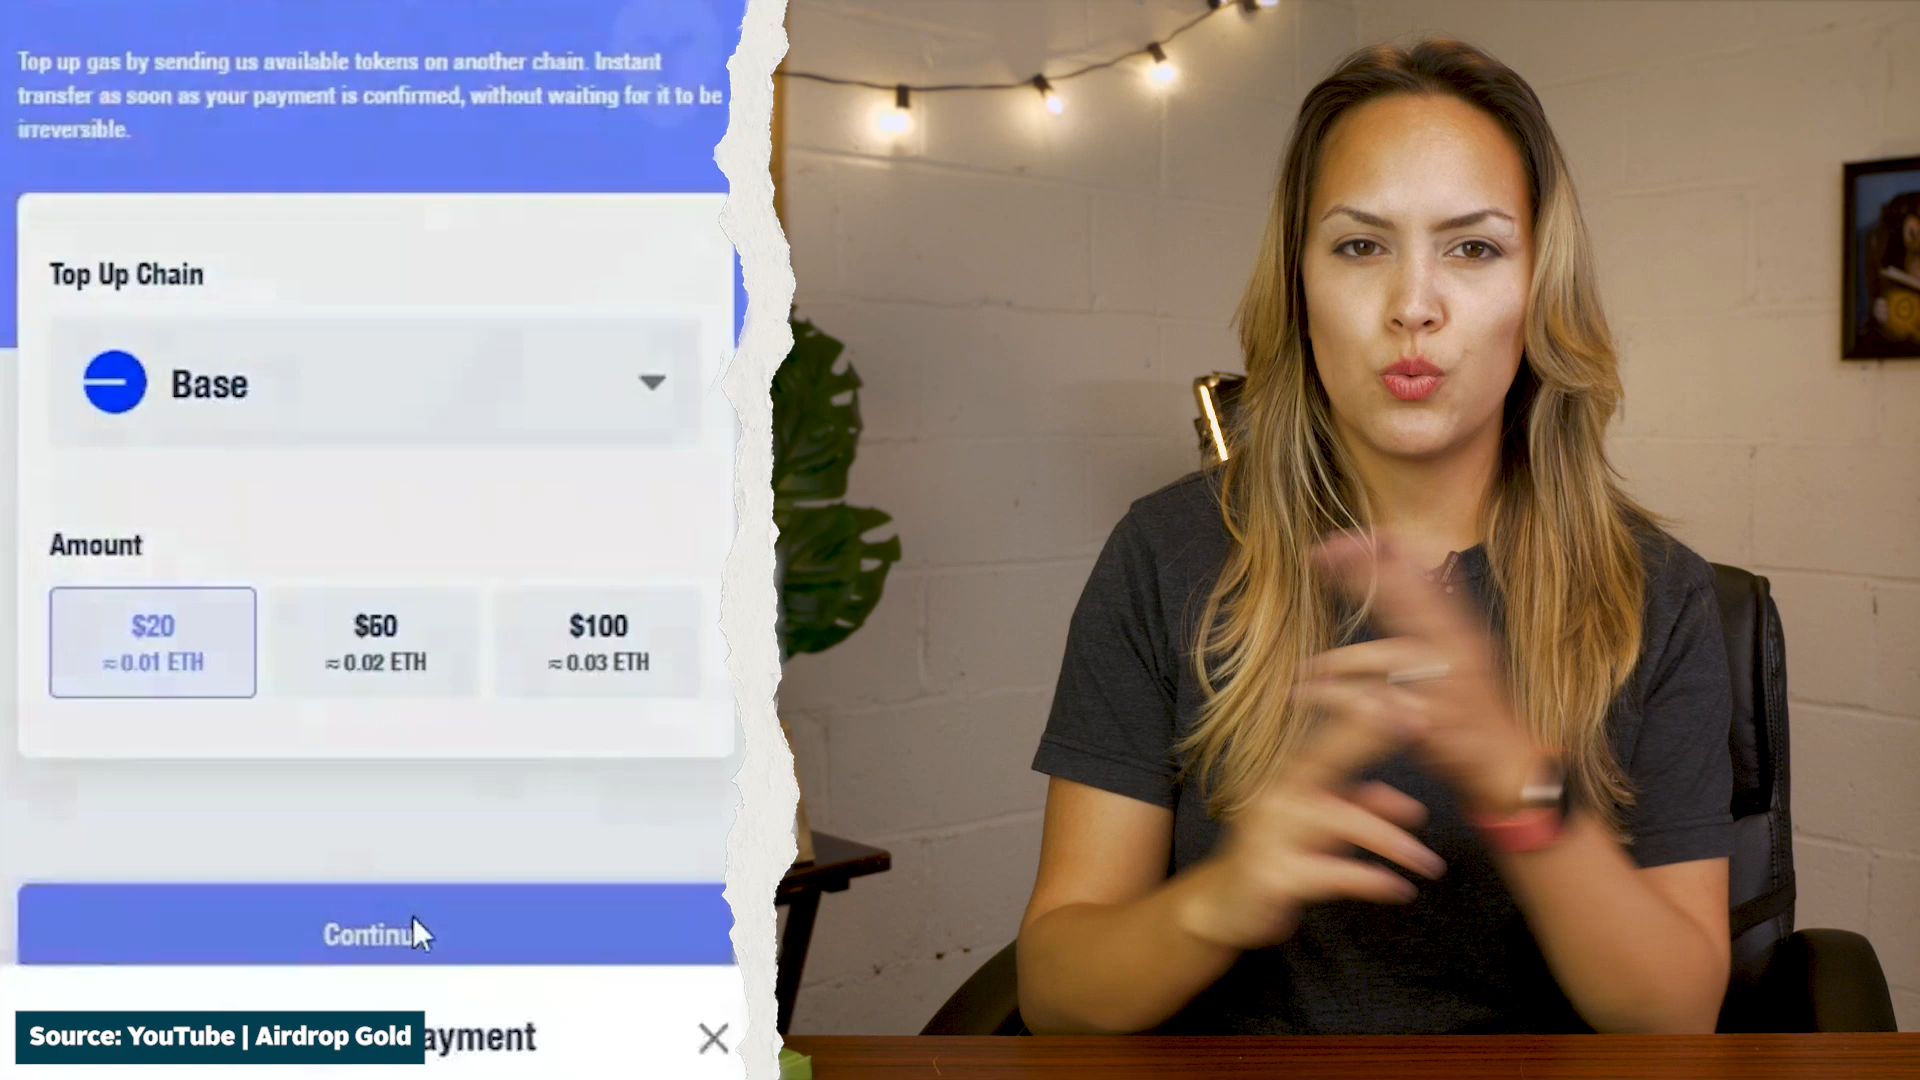 Top up gas by sending us available tokens on another chain. Instant
transfer as soon as your payment is confirmed, without waiting for it to be
irreversible.
Top Up Chain
Base
Amount
$20
≈ 0.01 ETH
$50
≈ 0.02 ETH
$100
≈ 0.03 ETH
Continu
ayment
Source: YouTube | Airdrop Gold